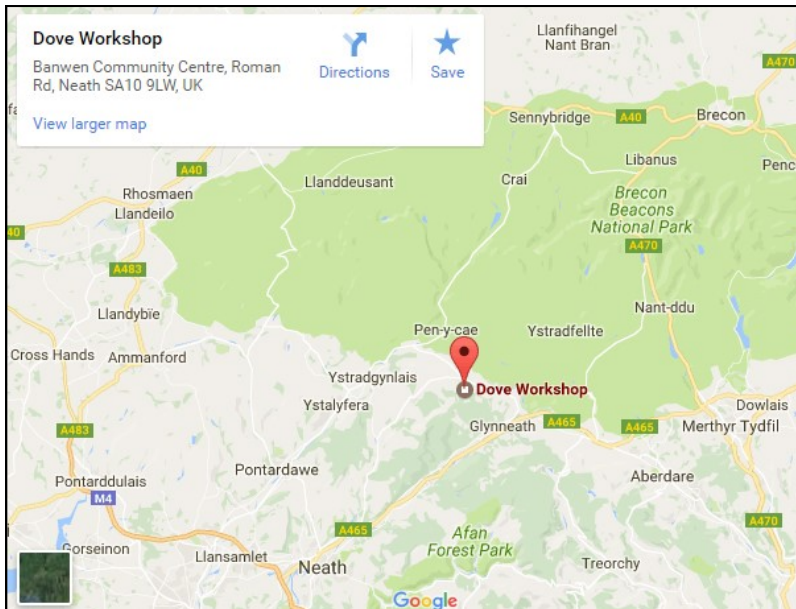 Dove Workshop
Banwen Community Centre, Roman
Rd, Neath SA10 9LW, UK
Directions
Save
View larger map
Llanfihangel
Nant Bran
A470
Sennybridge
A40
Brecon
A40
Libanus
Penc
Rhosmaen
Llandeilo
Llanddeusant
Crai
Brecon
Beacons
National Park
40
A470
A483
Llandybïe
Nant-ddu
Pen-y-cae
Ystradfellte
Cross Hands
Ammanford
Ystradgynlais
Dove Workshop
Ystalyfera
Dowlais
A483
Glynneath
A465
A465
Merthyr Tydfil
Pontardawe
Aberdare
Pontarddulais
M4
A465
A470
Afan
Forest Park
Gorseinon
Llansamlet
Neath
Treorchy
Google